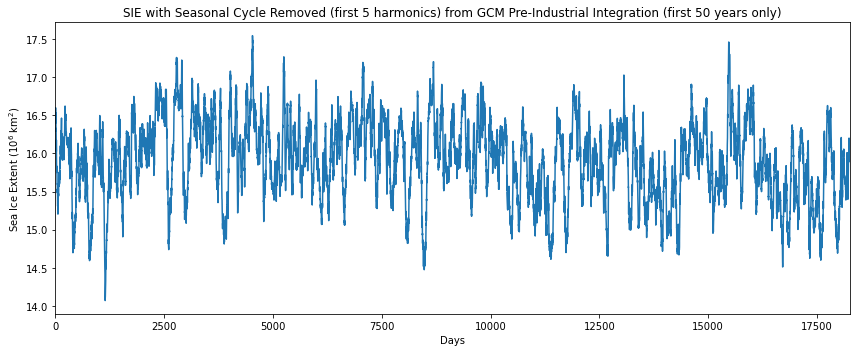 SIE with Seasonal Cycle Removed (first 5 harmonics) from GCM Pre-Industrial Integration (first 50 years only)
Sea Ice Extent (10⁶ km²)
17.5
17.0
16.5
16.0
15.5
15.0
14.5
14.0
0 2500 5000 7500 10000 12500 15000 17500
Days